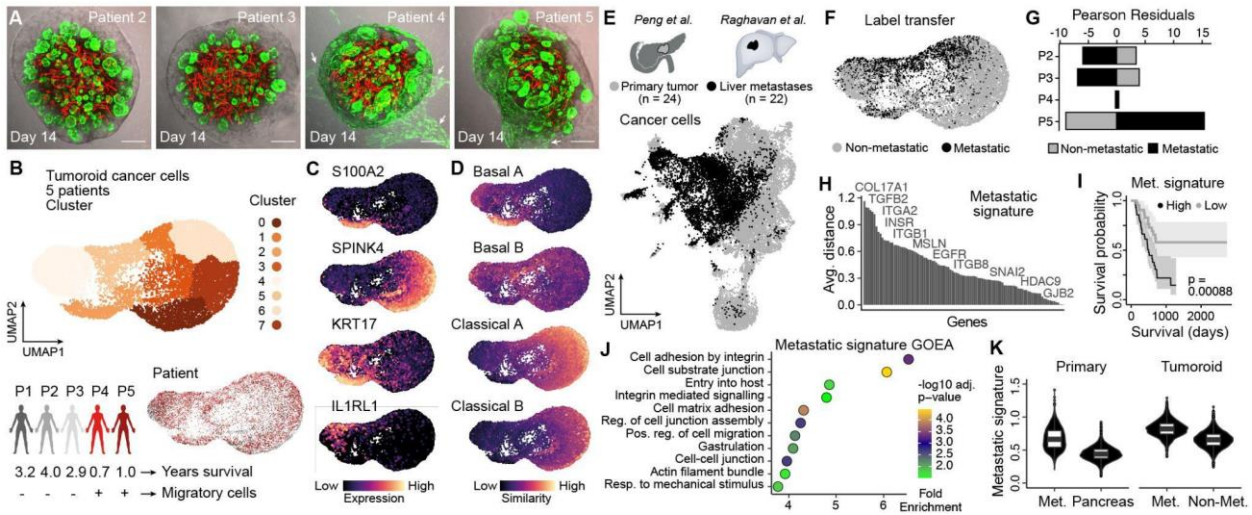 A
Patient 2
Patient 3
Patient 4
Patient 5
Day 14
Day 14
Day 14
Day 14
B
Tumoroid cancer cells
5 patients
Cluster
Cluster
0
1
2
3
4
5
6
7
UMAP2
UMAP1
P1 P2 P3 P4 P5
Patient
3.2 4.0 2.9 0.7 1.0 → Years survival
- - - + + → Migratory cells
C
S100A2
SPINK4
KRT17
IL1RL1
Low High
Expression
D
Basal A
Basal B
Classical A
Classical B
Low High
Similarity
E
Peng et al.
Raghavan et al.
Primary tumor
(n = 24)
Liver metastases
(n = 22)
Cancer cells
UMAP2
UMAP1
F
Label transfer
Non-metastatic Metastatic
G
Pearson Residuals
-10 -5 0 5 10 15
P2
P3
P4
P5
Non-metastatic Metastatic
H
Metastatic
signature
COL17A1
TGFB2
ITGA2
INSR
ITGB1
MSLN
EGFR
ITGB8
SNAI2
HDAC9
GJB2
Avg. distance
1.2
0.9
0.6
0.3
0.0
Genes
I
Met. signature
High Low
Survival probability
p =
0.00088
0 1000 2000
Survival (days)
J
Metastatic signature GOEA
Cell adhesion by integrin
Cell substrate junction
Entry into host
Integrin mediated signalling
Cell matrix adhesion
Reg. of cell junction assembly
Pos. reg. of cell migration
Gastrulation
Cell-cell junction
Actin filament bundle
Resp. to mechanical stimulus
4 5 6
-log10 adj.
p-value
4.0
3.5
3.0
2.5
2.0
Fold
Enrichment
K
Primary
Tumoroid
Metastatic signature
1.5
1.0
0.5
0
Met. Pancreas
Met. Non-Met.